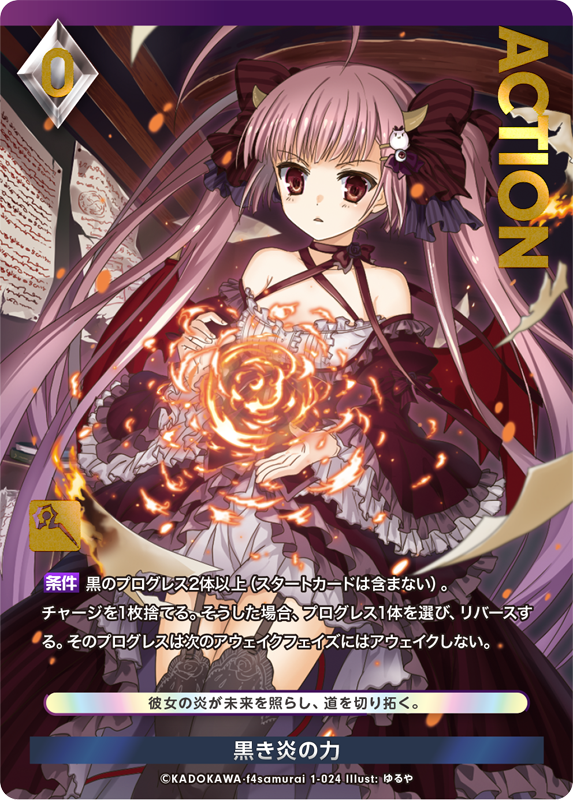 0
ACTION
条件 黒のプログレス2体以上（スタートカードは含まない）。
チャージを1枚捨てる。そうした場合、プログレス1体を選び、リバースす
る。そのプログレスは次のアウェイクフェイズにはアウェイクしない。
彼女の炎が未来を照らし、道を切り拓く。
黒き炎の力
©KADOKAWA-f4samurai 1-024 Illust: ゆるや